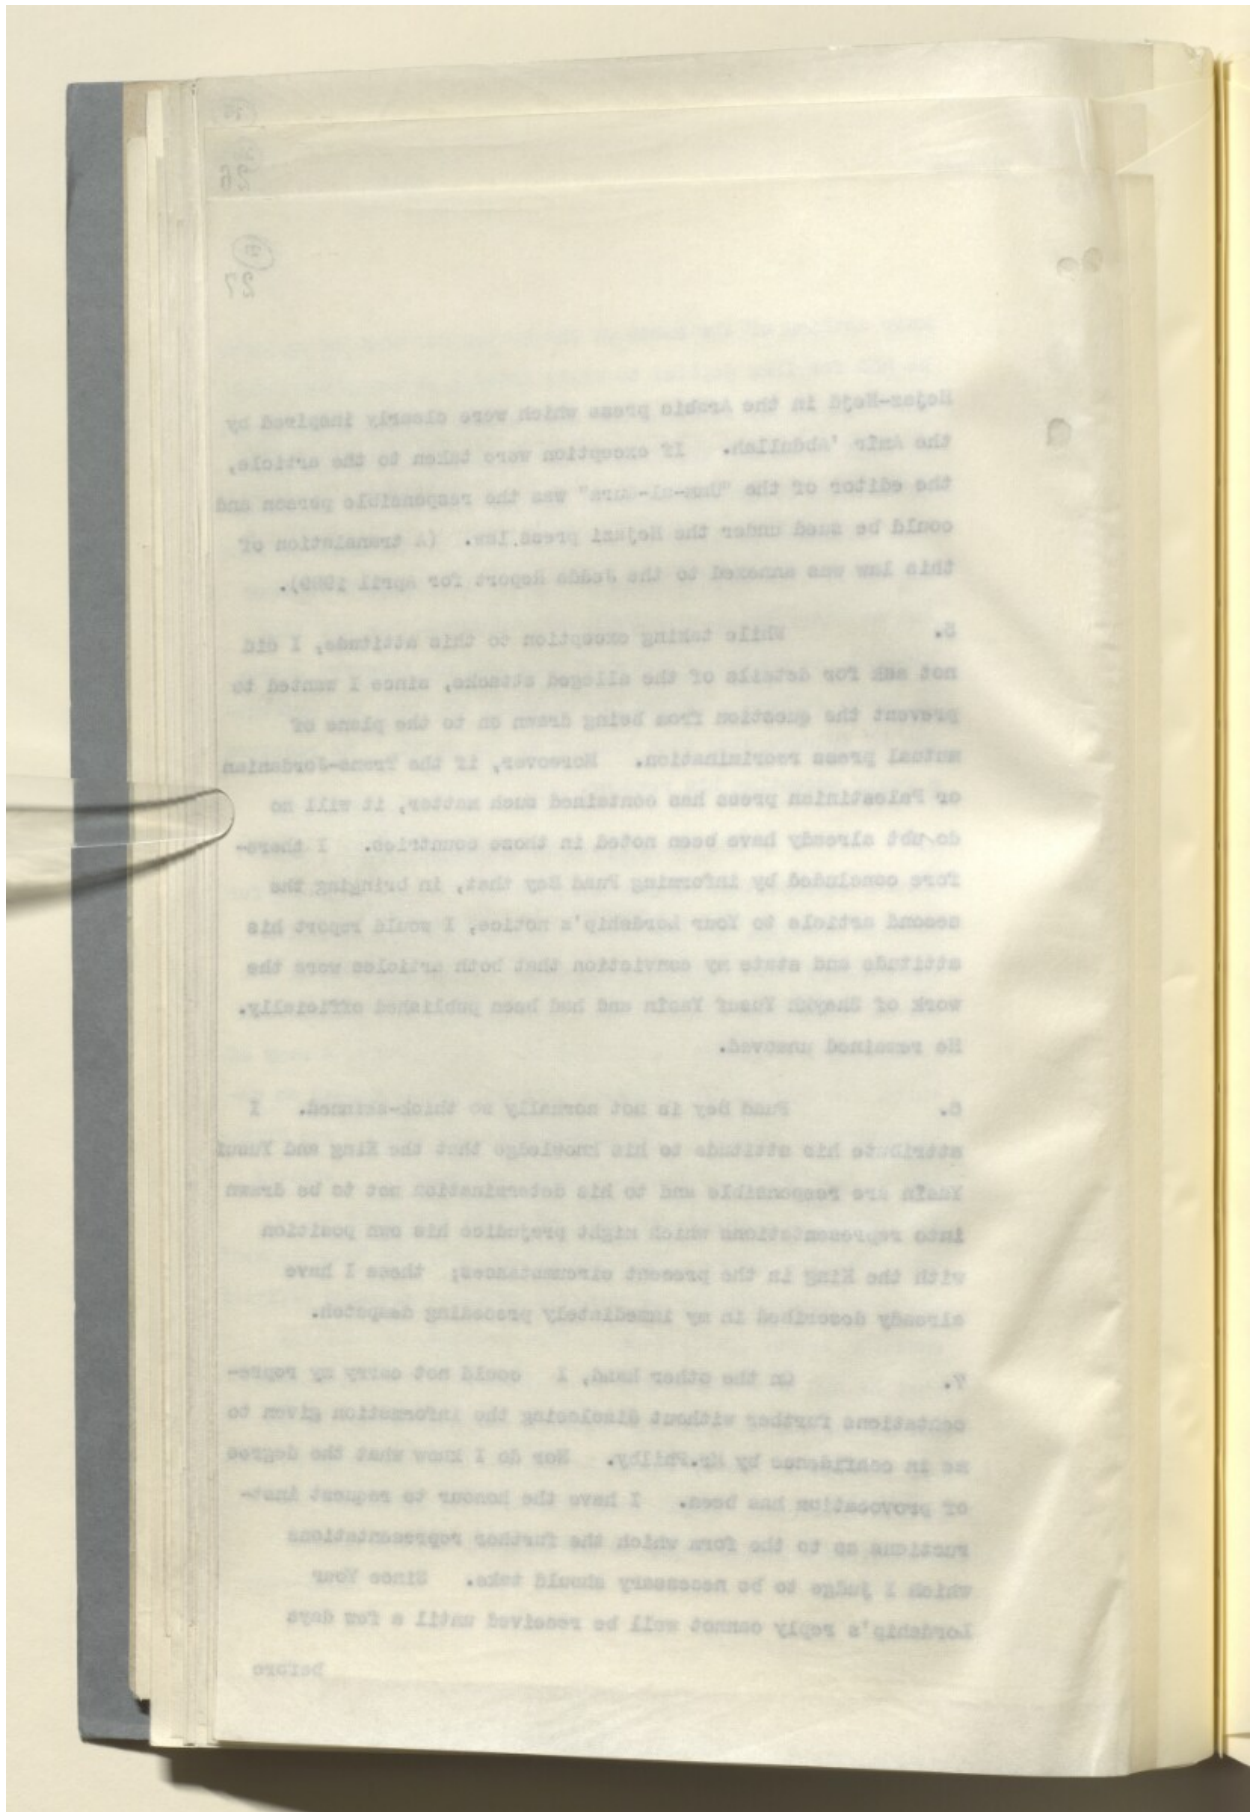 26
27
Hejaz-Nejd in the Arabic press which were clearly inspired by
the Amir 'Abdullah. If exception were taken to the article,
the editor of the "Umm-al-Qura" was the responsible person and
could be sued under the Hejazi press law. (A translation of
this law was annexed to the Jedda Report for April 1929).
5. While taking exception to this attitude, I did
not ask for details of the alleged attacks, since I wanted to
prevent the question from being drawn on to the plane of
mutual press recrimination. Moreover, if the Trans-Jordanian
or Palestinian press has contained such matter, it will no
doubt already have been noted in those countries. I there-
fore concluded by informing Fuad Bey that, in bringing the
second article to Your Lordship's notice, I would report his
attitude and state my conviction that both articles were the
work of Shaykh Yusuf Yasin and had been published officially.
He remained unmoved.
6. Fuad Bey is not normally so thick-skinned. I
attribute his attitude to his knowledge that the King and Yusuf
Yasin are responsible and to his determination not to be drawn
into representations which might prejudice his own position
with the King in the present circumstances; these I have
already described in my immediately preceding despatch.
7. On the other hand, I could not carry my repre-
sentations further without disclosing the information given to
me in confidence by Mr.Philby. Nor do I know what the degree
of provocation has been. I have the honour to request inst-
ructions as to the form which the further representations
which I judge to be necessary should take. Since Your
Lordship's reply cannot well be received until a few days
before